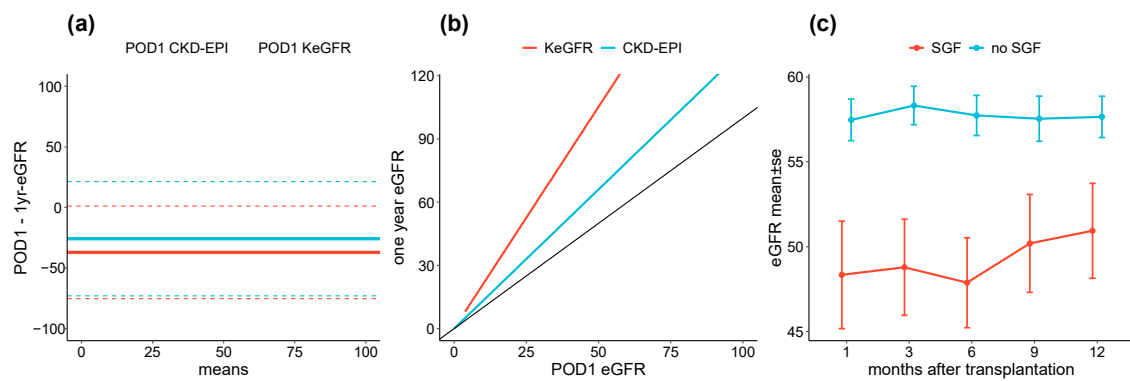 (a)
POD1 CKD-EPI POD1 KeGFR
POD1 - 1yr-eGFR
100
50
0
−50
−100
0 25 50 75 100
means
(b)
KeGFR CKD-EPI
one year eGFR
120
90
60
30
0
0 25 50 75 100
POD1 eGFR
(c)
SGF no SGF
eGFR mean±se
60
55
50
45
1 3 6 9 12
months after transplantation